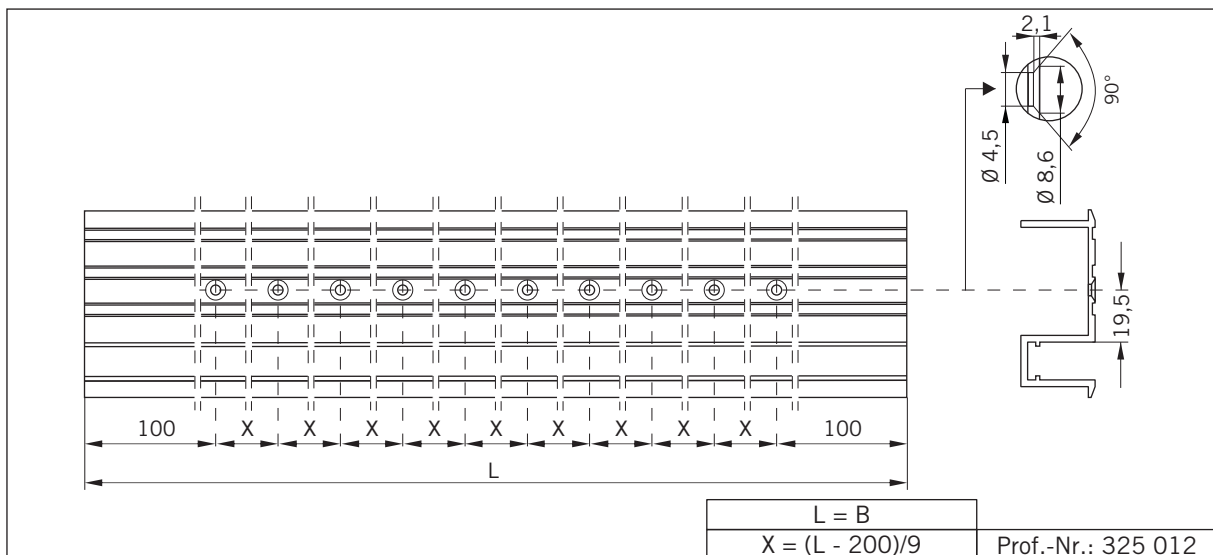 2,1
90°
Ø 4,5
Ø 8,6
19,5
100 X X X X X X X X X 100
L
L = B
X = (L - 200)/9 Prof.-Nr.: 325 012